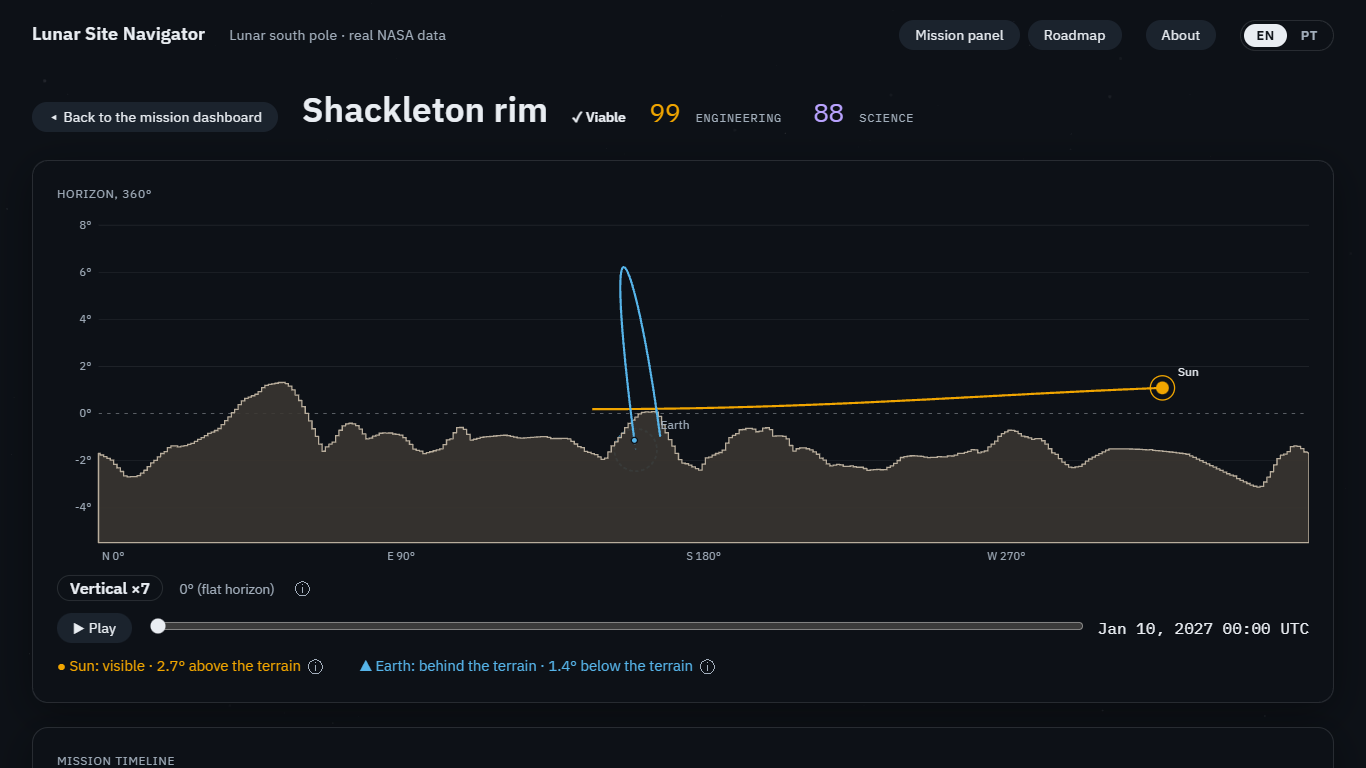 Lunar Site Navigator Lunar south pole · real NASA data Mission panel Roadmap About EN PT
◂ Back to the mission dashboard Shackleton rim ✓ Viable 99 ENGINEERING 88 SCIENCE
HORIZON, 360°
8°
6°
4°
2°
Sun
0°
Earth
-2°
-4°
N 0° E 90° S 180° W 270°
Vertical ×7 0° (flat horizon) ⓘ
▶ Play Jan 10, 2027 00:00 UTC
● Sun: visible · 2.7° above the terrain ⓘ ▲ Earth: behind the terrain · 1.4° below the terrain ⓘ
MISSION TIMELINE